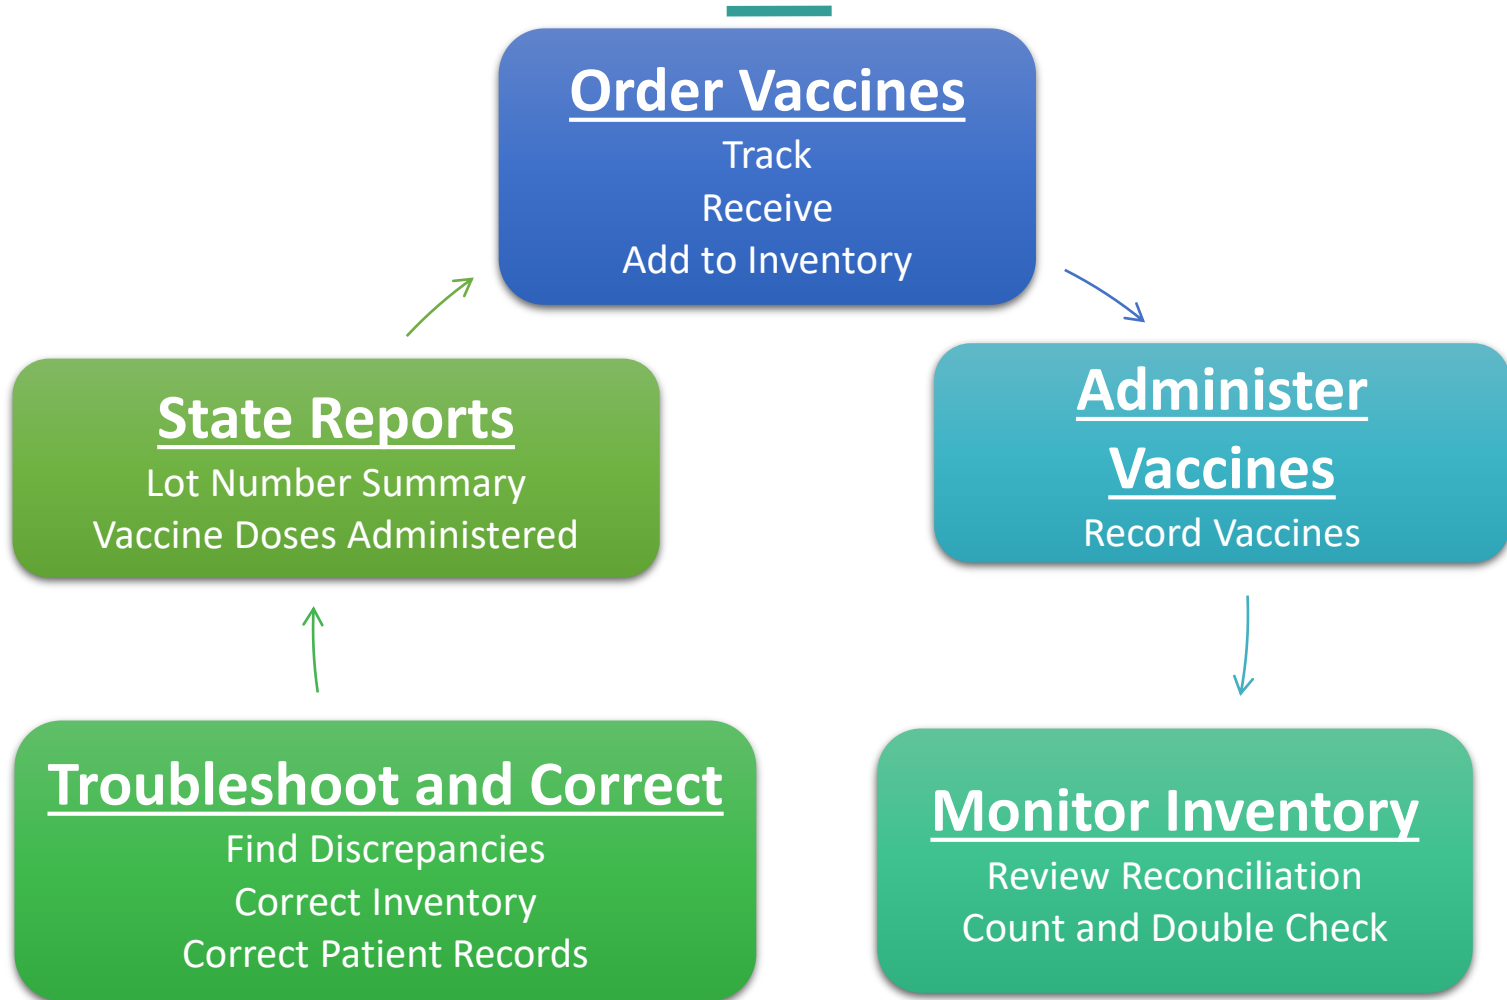 Order Vaccines
Track
Receive
Add to Inventory
Administer
Vaccines
Record Vaccines
Monitor Inventory
Review Reconciliation
Count and Double Check
Troubleshoot and Correct
Find Discrepancies
Correct Inventory
Correct Patient Records
State Reports
Lot Number Summary
Vaccine Doses Administered